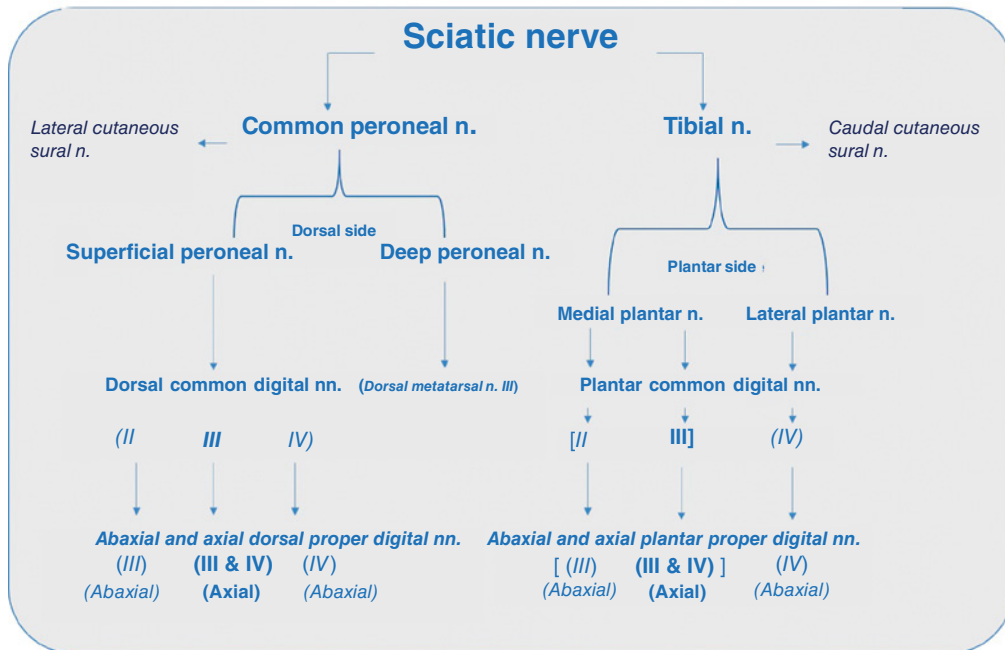 Sciatic nerve
Lateral cutaneous
sural n.
Common peroneal n.
Tibial n.
Caudal cutaneous
sural n.
Dorsal side
Superficial peroneal n.
Deep peroneal n.
Plantar side
Medial plantar n.
Lateral plantar n.
Dorsal common digital nn.
(Dorsal metatarsal n. III)
Plantar common digital nn.
(II III IV)
[II III] (IV)
Abaxial and axial dorsal proper digital nn.
(III) (III & IV) (IV)
(Abaxial) (Axial) (Abaxial)
Abaxial and axial plantar proper digital nn.
[ (III) (III & IV) ] (IV)
(Abaxial) (Axial) (Abaxial)